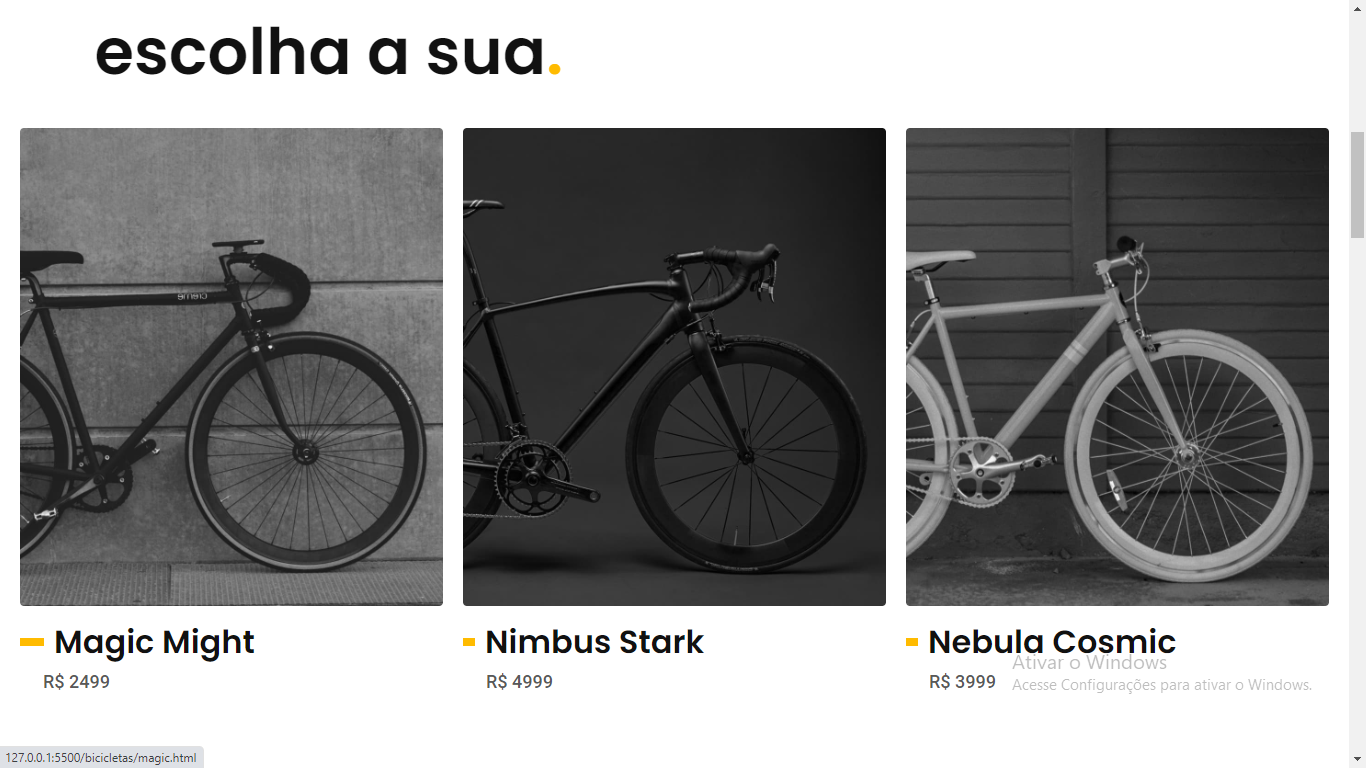 escolha a sua.
Magic Might
R$ 2499
Nimbus Stark
R$ 4999
Nebula Cosmic
R$ 3999
Ativar o Windows
Acesse Configurações para ativar o Windows.
127.0.0.1:5500/bicicletas/magic.html